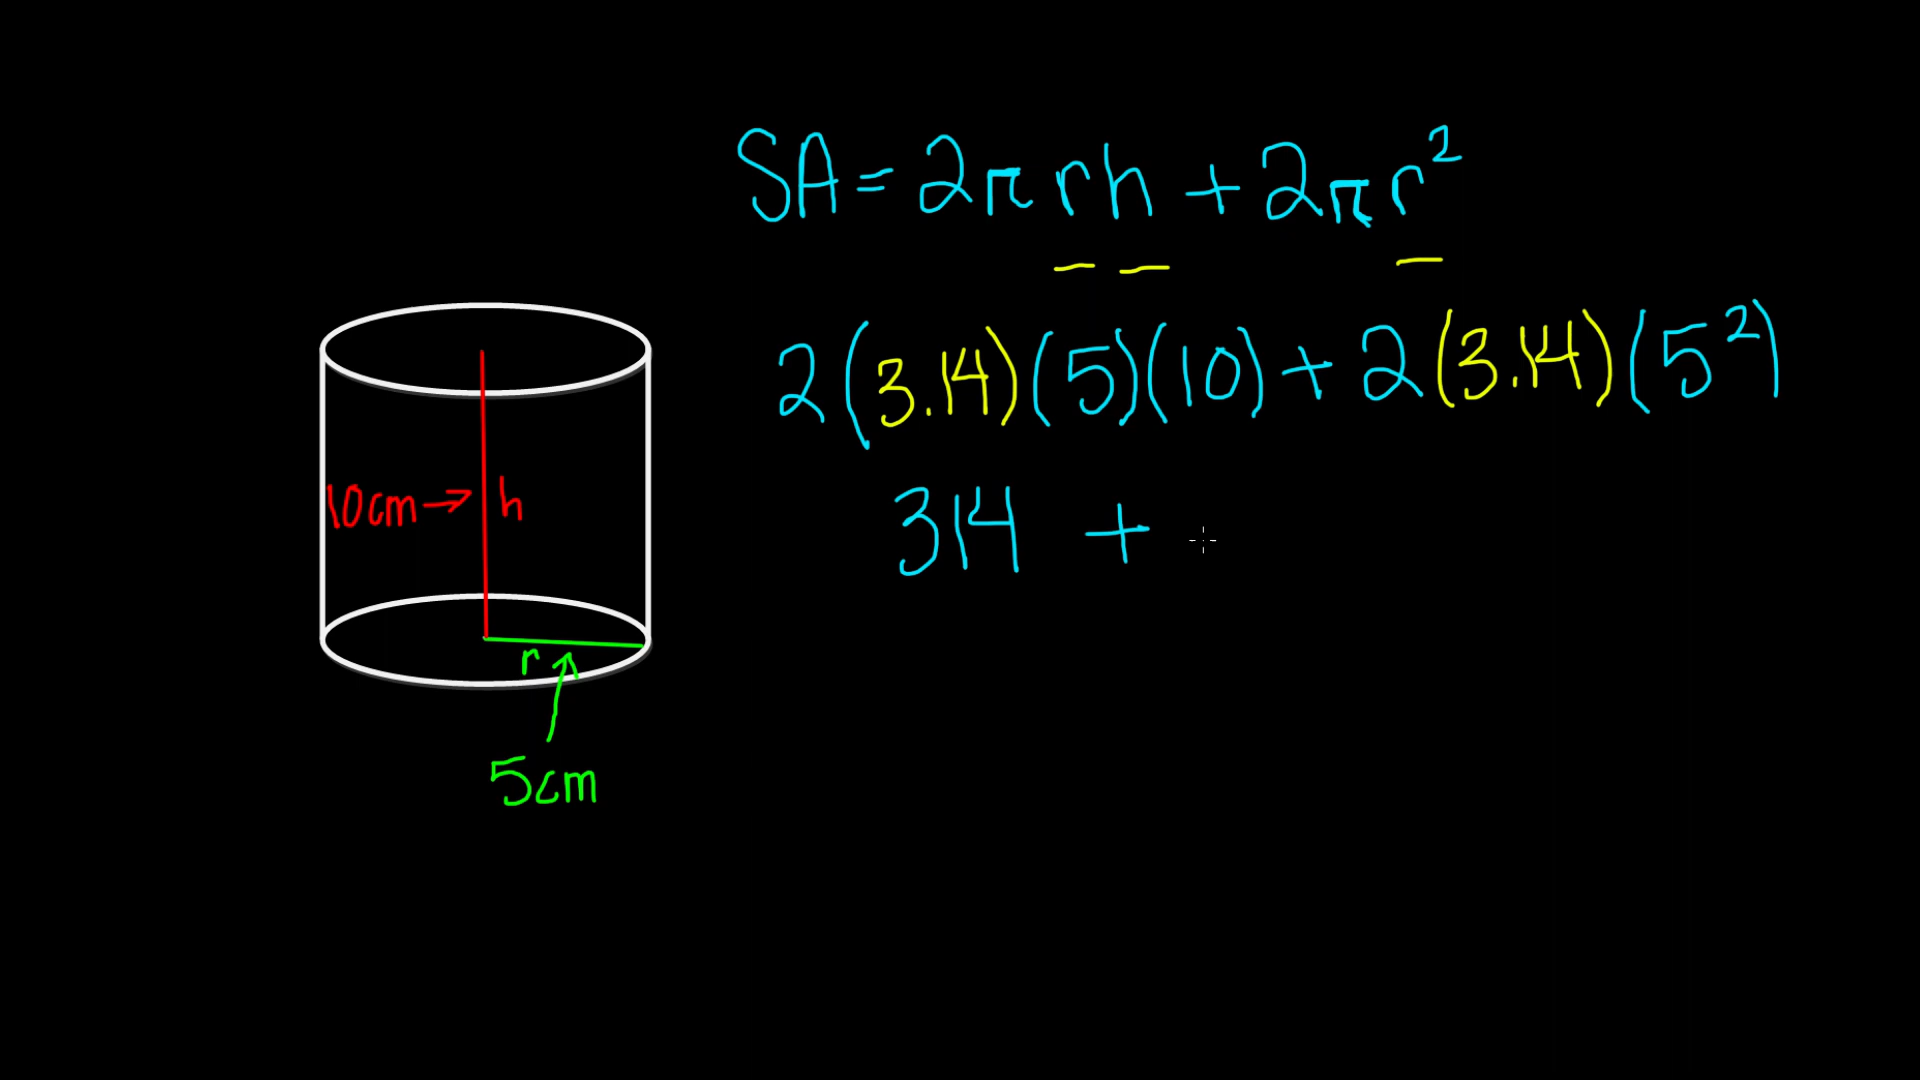 SA = 2πrh + 2πr²
2(3.14)(5)(10) + 2(3.14)(5²)
314 +
10cm → h
r
5cm